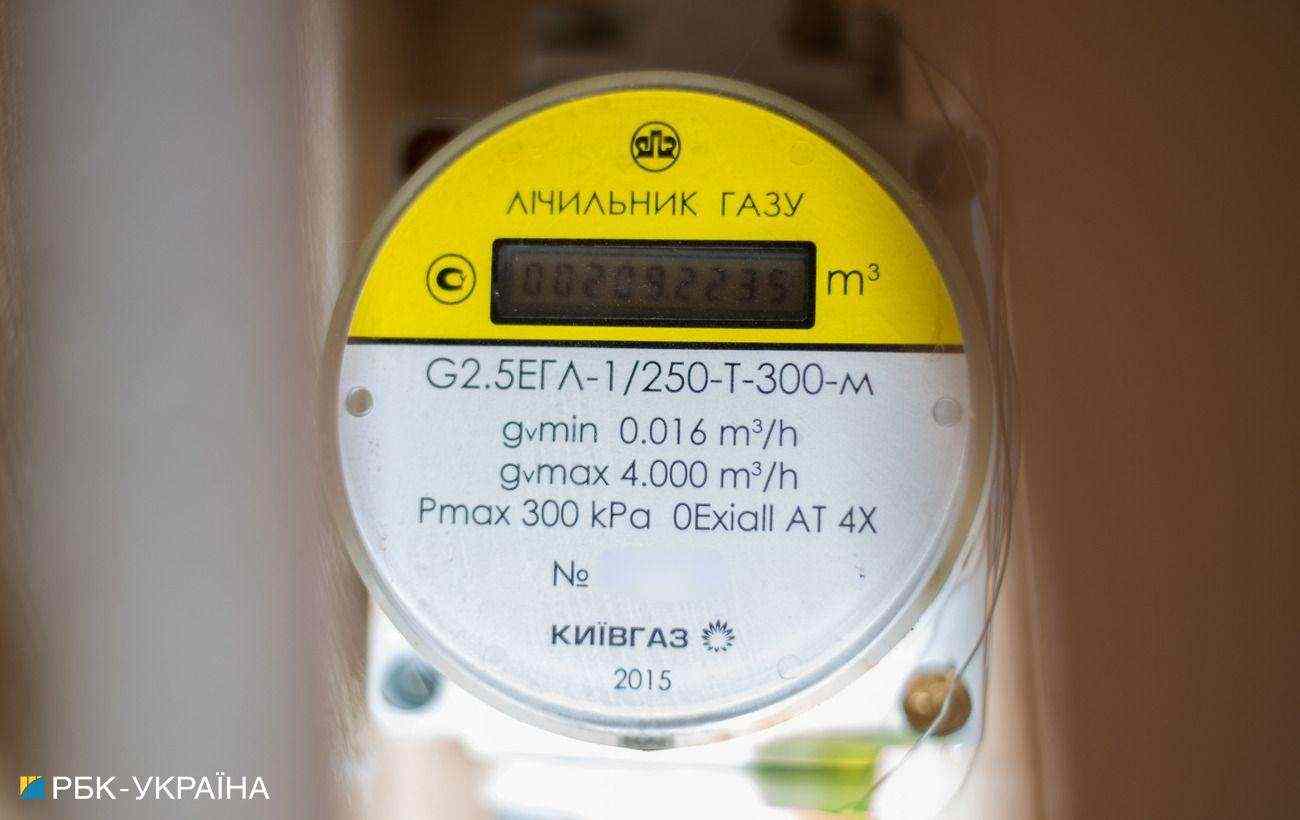 ЛІЧИЛЬНИК ГАЗУ
m³
G2.5ЕГЛ-1/250-Т-300-м
gvmin 0.016 m³/h
gvmax 4.000 m³/h
Pmax 300 kPa 0ExiaII AT 4X
№
КИЇВГАЗ
2015
РБК-УКРАЇНА